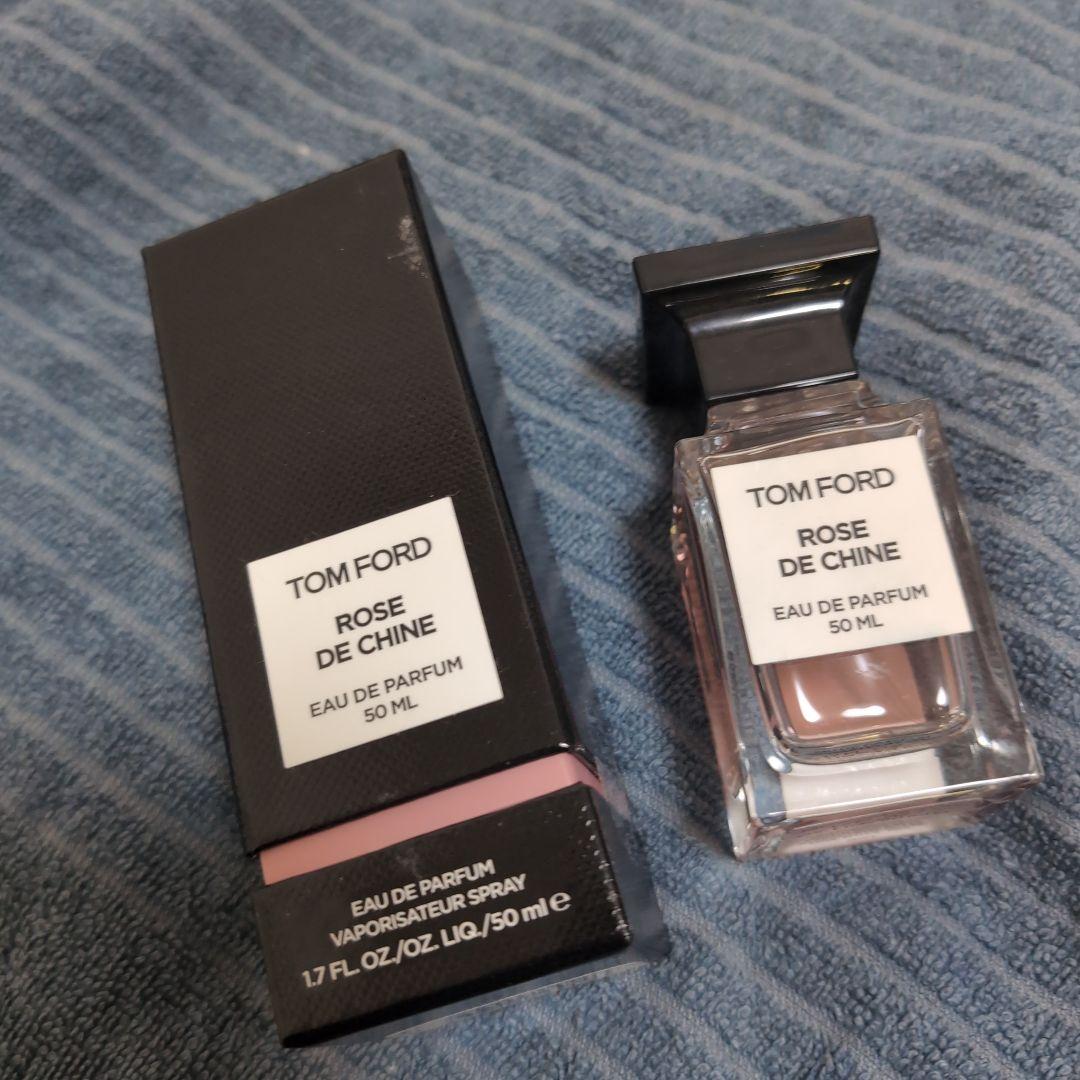 TOM FORD
ROSE
DE CHINE
EAU DE PARFUM
50 ML
EAU DE PARFUM
VAPORISATEUR SPRAY
1.7 FL. OZ./OZ. LIQ./50 ml ℮
TOM FORD
ROSE
DE CHINE
EAU DE PARFUM
50 ML